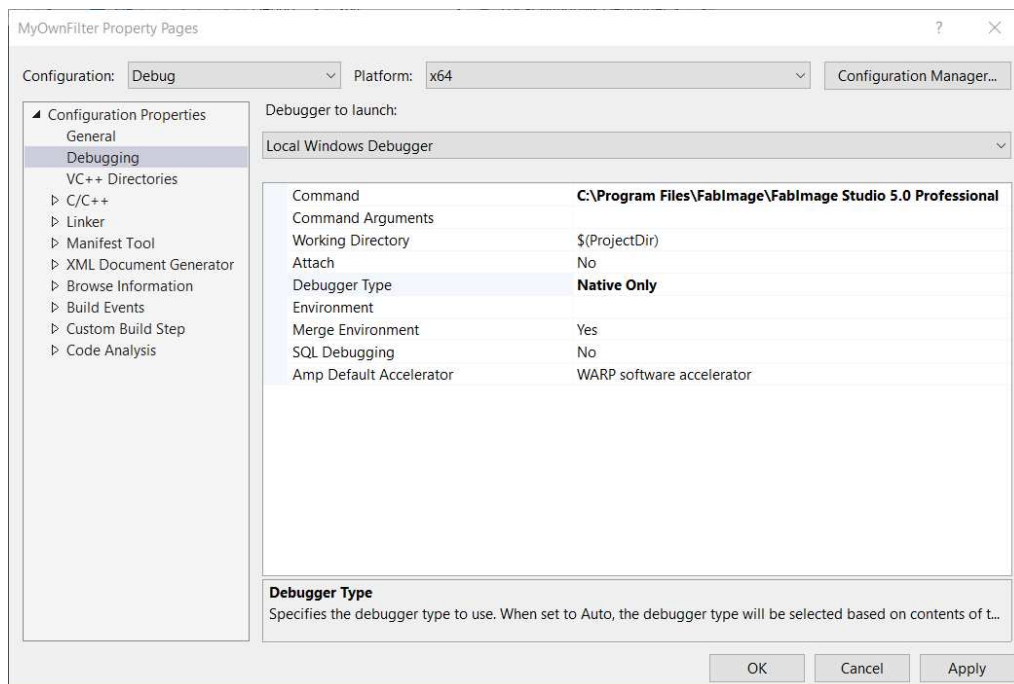 MyOwnFilter Property Pages
Configuration: Debug Platform: x64 Configuration Manager...
Configuration Properties
General
Debugging
VC++ Directories
C/C++
Linker
Manifest Tool
XML Document Generator
Browse Information
Build Events
Custom Build Step
Code Analysis
Debugger to launch:
Local Windows Debugger
Command C:\Program Files\FabImage\FabImage Studio 5.0 Professional
Command Arguments
Working Directory $(ProjectDir)
Attach No
Debugger Type Native Only
Environment
Merge Environment Yes
SQL Debugging No
Amp Default Accelerator WARP software accelerator
Debugger Type
Specifies the debugger type to use. When set to Auto, the debugger type will be selected based on contents of t...
OK Cancel Apply